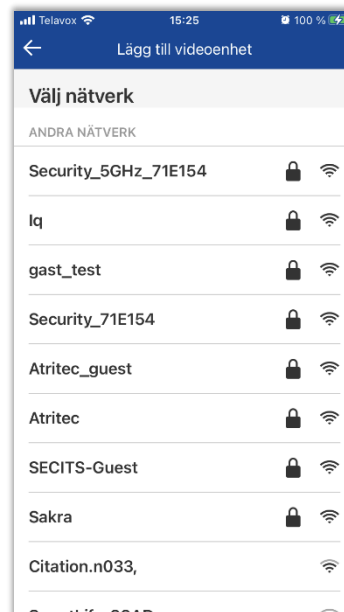 Telavox 15:25 100 %
Lägg till videoenhet
Välj nätverk
ANDRA NÄTVERK
Security_5GHz_71E154
Iq
gast_test
Security_71E154
Atritec_guest
Atritec
SECITS-Guest
Sakra
Citation.n033,